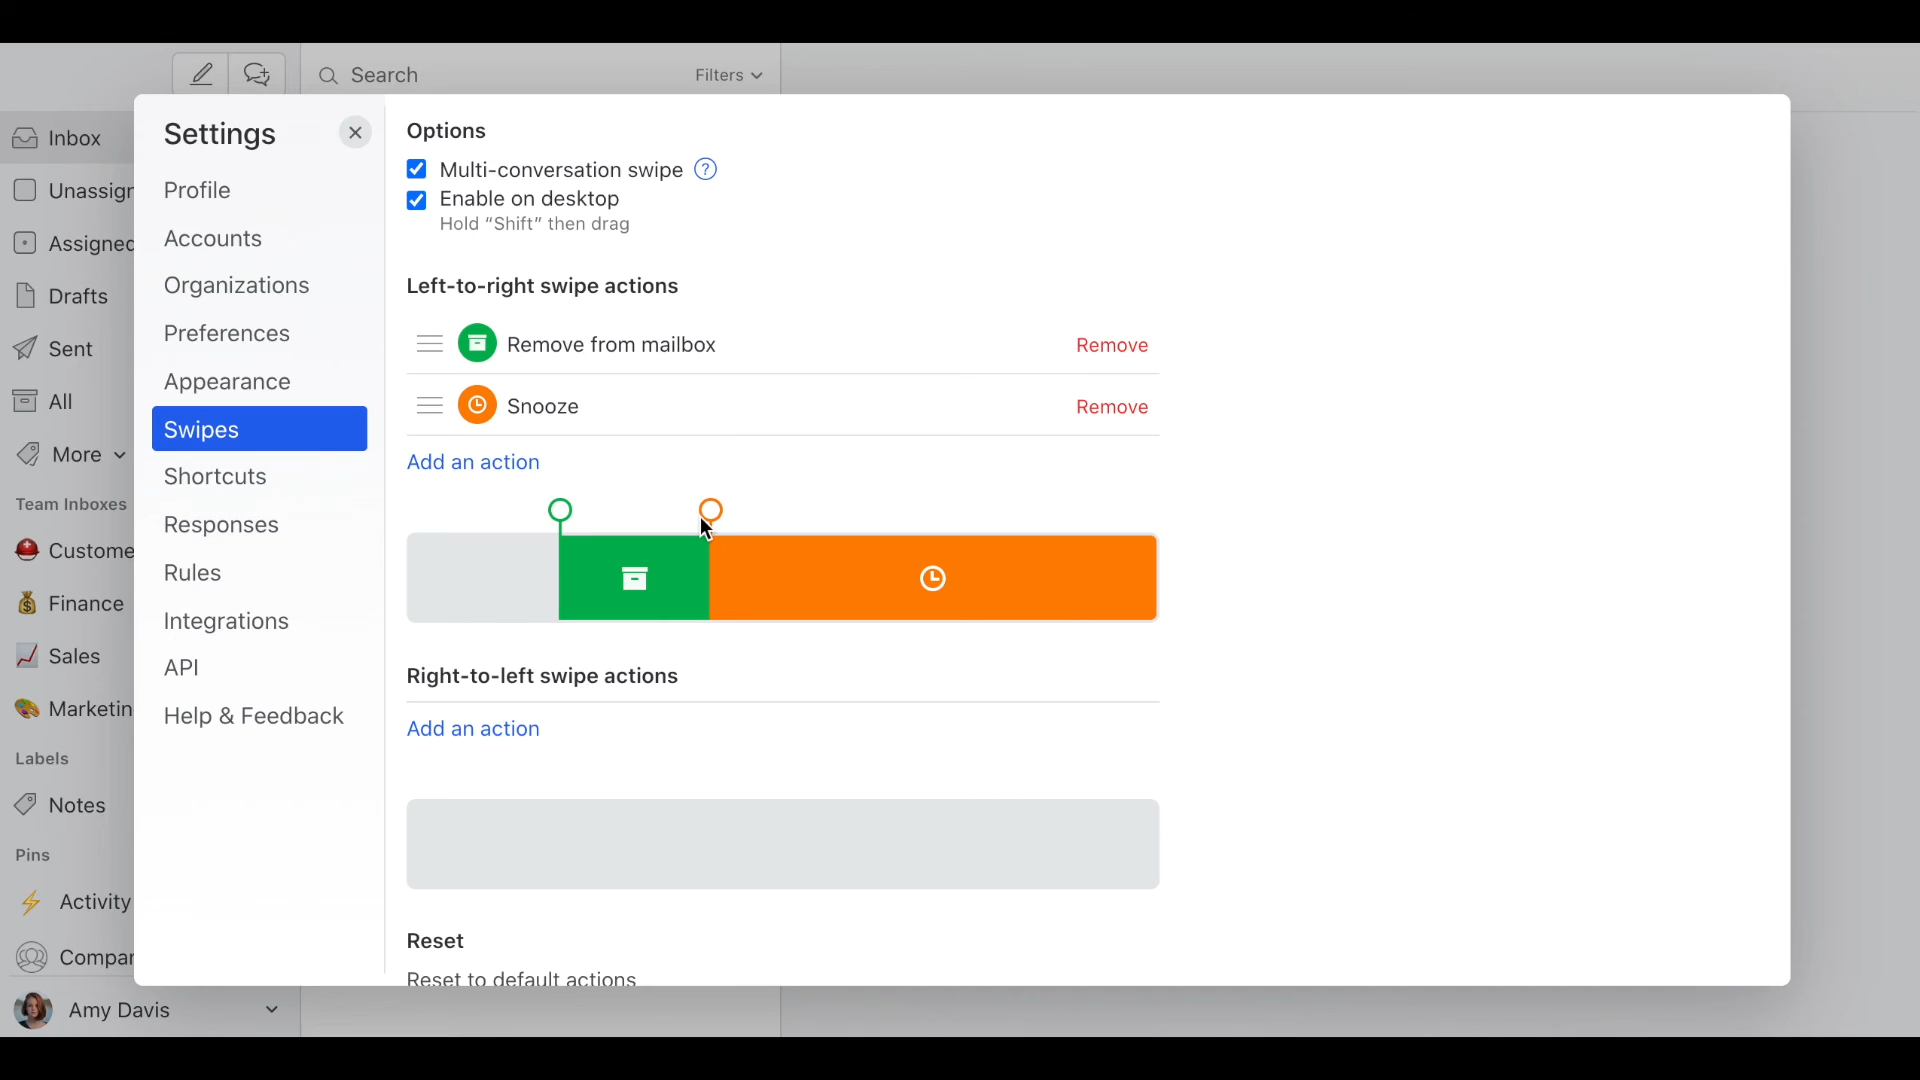 Search
Filters
Inbox
Unassign
Assigned
Drafts
Sent
All
More
Team Inboxes
Custome
Finance
Sales
Marketin
Labels
Notes
Pins
Activity
Compar
Amy Davis
Settings
Profile
Accounts
Organizations
Preferences
Appearance
Swipes
Shortcuts
Responses
Rules
Integrations
API
Help & Feedback
Options
Multi-conversation swipe ?
Enable on desktop
Hold “Shift” then drag
Left-to-right swipe actions
Remove from mailbox Remove
Snooze Remove
Add an action
Right-to-left swipe actions
Add an action
Reset
Reset to default actions